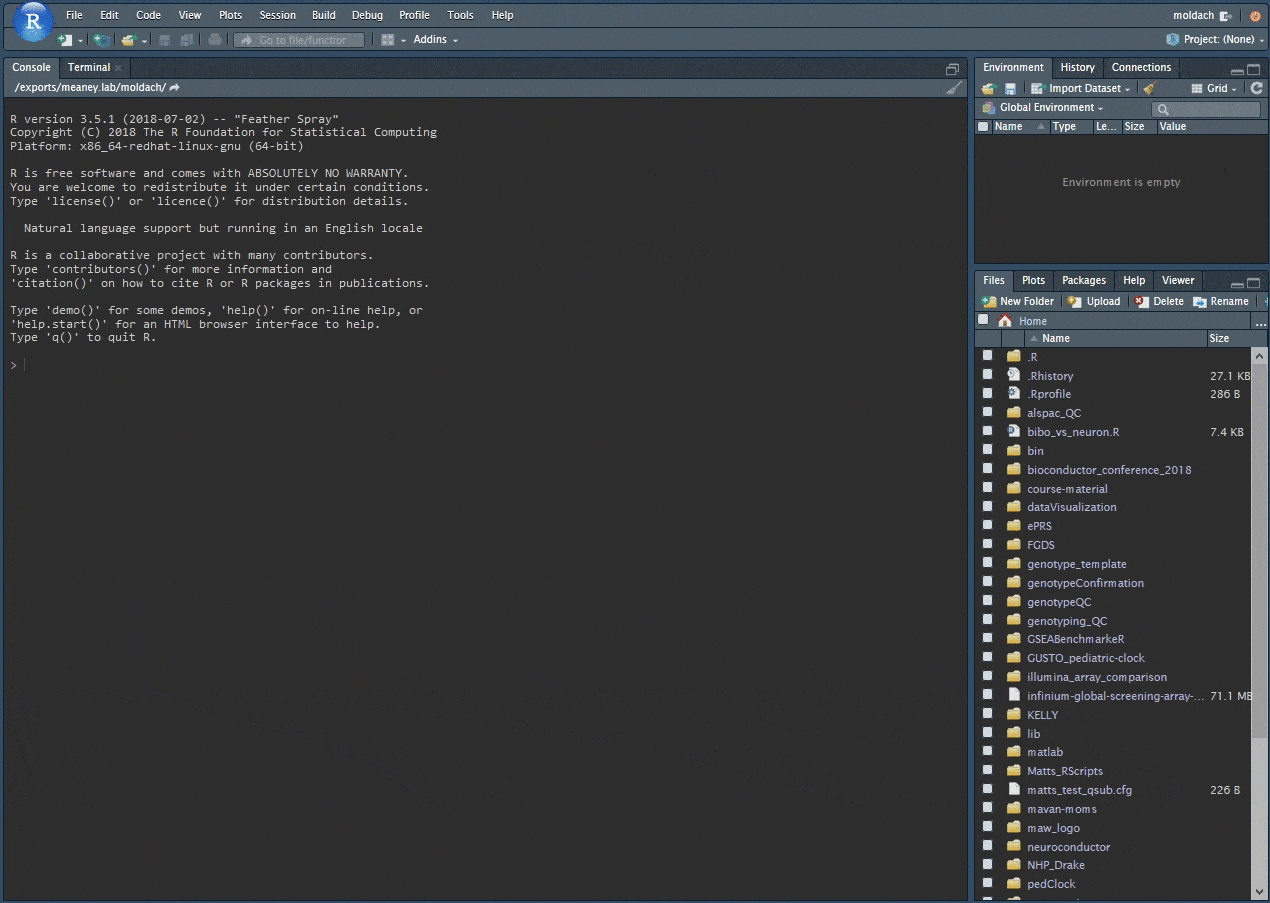 R
File Edit Code View Plots Session Build Debug Profile Tools Help
moldach
Go to file/function Addins
Project: (None)
Console Terminal
/exports/meaney.lab/moldach/
R version 3.5.1 (2018-07-02) -- "Feather Spray"
Copyright (C) 2018 The R Foundation for Statistical Computing
Platform: x86_64-redhat-linux-gnu (64-bit)
R is free software and comes with ABSOLUTELY NO WARRANTY.
You are welcome to redistribute it under certain conditions.
Type 'license()' or 'licence()' for distribution details.
Natural language support but running in an English locale
R is a collaborative project with many contributors.
Type 'contributors()' for more information and
'citation()' on how to cite R or R packages in publications.
Type 'demo()' for some demos, 'help()' for on-line help, or
'help.start()' for an HTML browser interface to help.
Type 'q()' to quit R.
>
Environment History Connections
Import Dataset Grid
Global Environment
Name Type Le... Size Value
Environment is empty
Files Plots Packages Help Viewer
New Folder Upload Delete Rename
Home ...
Name Size
.R
.Rhistory 27.1 KB
.Rprofile 286 B
alspac_QC
bibo_vs_neuron.R 7.4 KB
bin
bioconductor_conference_2018
course-material
dataVisualization
ePRS
FGDS
genotype_template
genotypeConfirmation
genotypeQC
genotyping_QC
GSEABenchmarkeR
GUSTO_pediatric-clock
illumina_array_comparison
infinium-global-screening-array-... 71.1 MB
KELLY
lib
matlab
Matts_RScripts
matts_test_qsub.cfg 226 B
mavan-moms
maw_logo
neuroconductor
NHP_Drake
pedClock